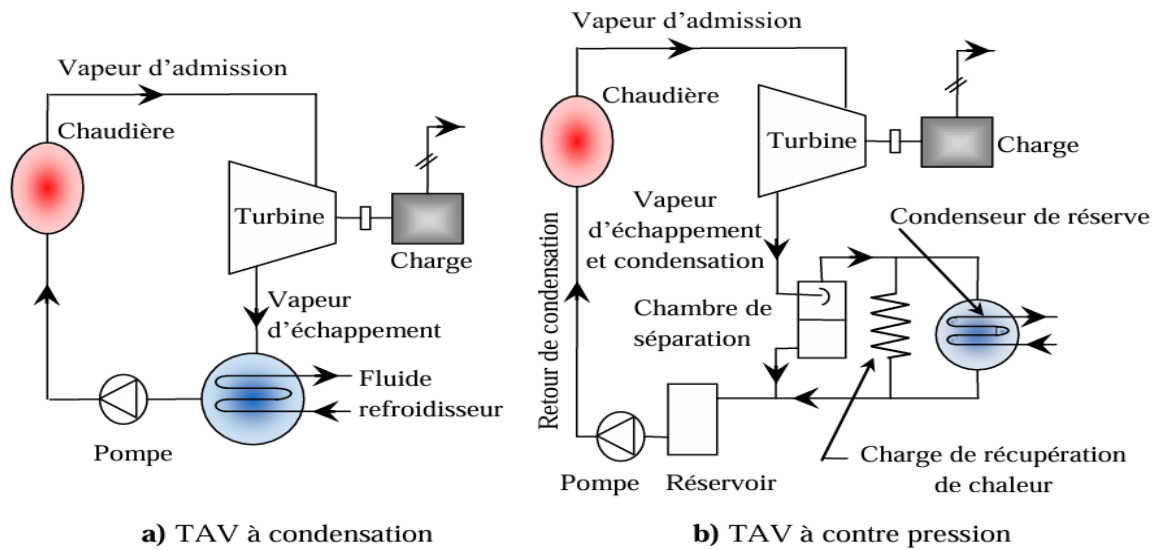 Vapeur d'admission
Chaudière
Turbine
Charge
Vapeur
d'échappement
Fluide
refroidisseur
Pompe
a) TAV à condensation
Vapeur d'admission
Chaudière
Turbine
Charge
Retour de condensation
Vapeur
d'échappement
et condensation
Condenseur de réserve
Chambre de
séparation
Pompe
Réservoir
Charge de récupération
de chaleur
b) TAV à contre pression